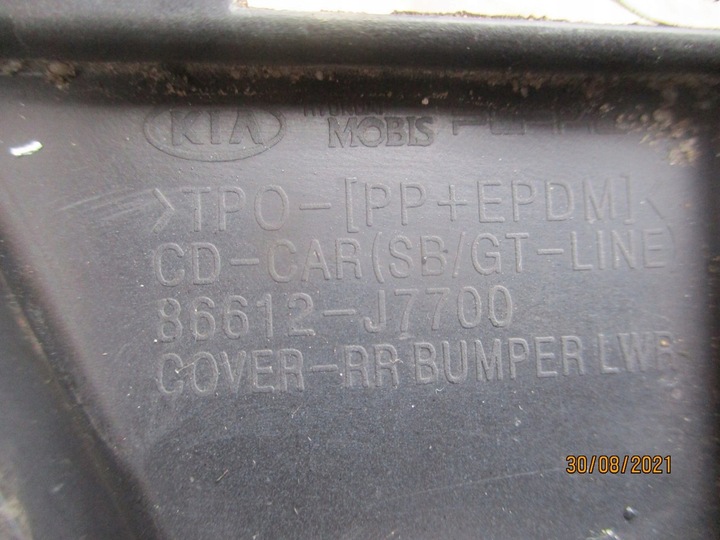 KIA HYUNDAI MOBIS
>TPO-[PP+EPDM]<
CD-CAR(SB/GT-LINE)
86612-J7700
COVER-RR BUMPER LWR
30/08/2021